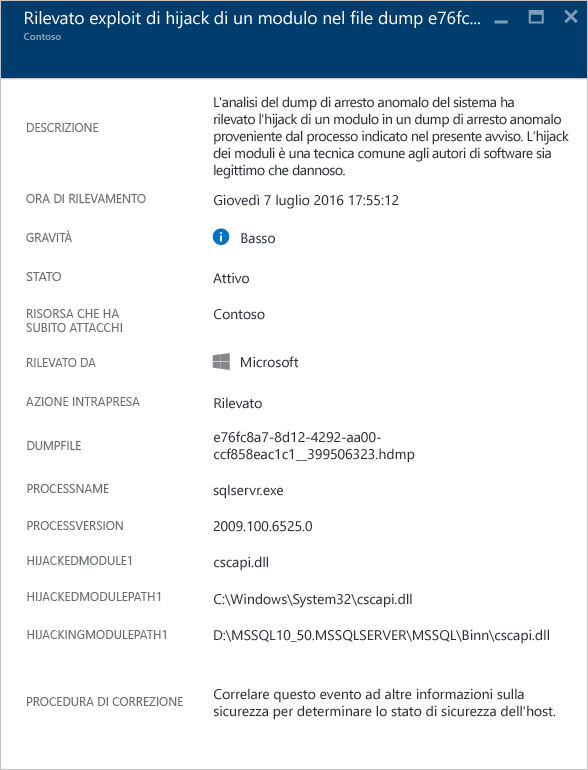 Rilevato exploit di hijack di un modulo nel file dump e76fc...
Contoso
DESCRIZIONE
L'analisi del dump di arresto anomalo del sistema ha
rilevato l'hijack di un modulo in un dump di arresto anomalo
proveniente dal processo indicato nel presente avviso. L'hijack
dei moduli è una tecnica comune agli autori di software sia
legittimo che dannoso.
ORA DI RILEVAMENTO
Giovedì 7 luglio 2016 17:55:12
GRAVITÀ
Basso
STATO
Attivo
RISORSA CHE HA
SUBITO ATTACCHI
Contoso
RILEVATO DA
Microsoft
AZIONE INTRAPRESA
Rilevato
DUMPFILE
e76fc8a7-8d12-4292-aa00-
ccf858eac1c1__399506323.hdmp
PROCESSNAME
sqlservr.exe
PROCESSVERSION
2009.100.6525.0
HIJACKEDMODULE1
cscapi.dll
HIJACKEDMODULEPATH1
C:\Windows\System32\cscapi.dll
HIJACKINGMODULEPATH1
D:\MSSQL10_50.MSSQLSERVER\MSSQL\Binn\cscapi.dll
PROCEDURA DI CORREZIONE
Correlare questo evento ad altre informazioni sulla
sicurezza per determinare lo stato di sicurezza dell'host.